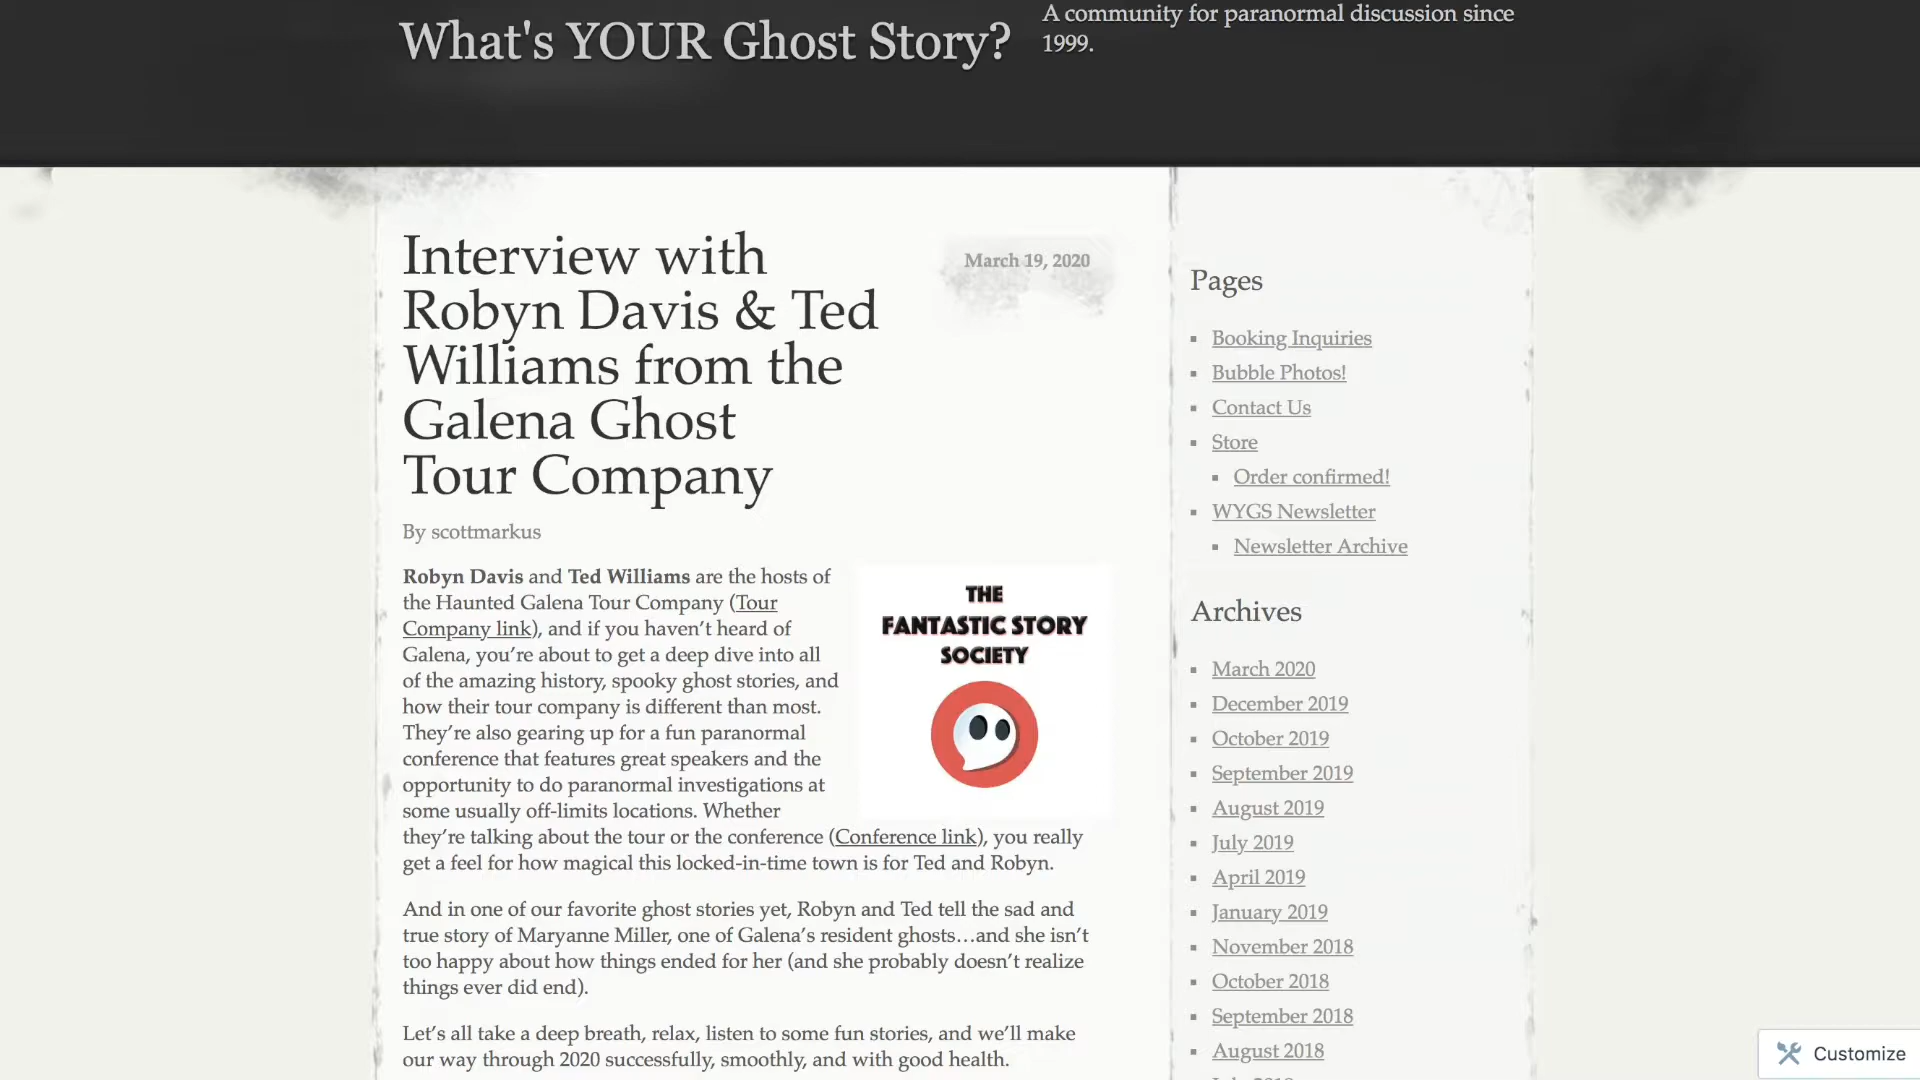 What's YOUR Ghost Story?
A community for paranormal discussion since
1999.
Interview with
Robyn Davis & Ted
Williams from the
Galena Ghost
Tour Company
March 19, 2020
By scottmarkus
Robyn Davis and Ted Williams are the hosts of
the Haunted Galena Tour Company (Tour
Company link), and if you haven’t heard of
Galena, you’re about to get a deep dive into all
of the amazing history, spooky ghost stories, and
how their tour company is different than most.
They’re also gearing up for a fun paranormal
conference that features great speakers and the
opportunity to do paranormal investigations at
some usually off-limits locations. Whether
they’re talking about the tour or the conference (Conference link), you really
get a feel for how magical this locked-in-time town is for Ted and Robyn.
THE
FANTASTIC STORY
SOCIETY
And in one of our favorite ghost stories yet, Robyn and Ted tell the sad and
true story of Maryanne Miller, one of Galena’s resident ghosts…and she isn’t
too happy about how things ended for her (and she probably doesn’t realize
things ever did end).
Let’s all take a deep breath, relax, listen to some fun stories, and we’ll make
our way through 2020 successfully, smoothly, and with good health.
Pages
Booking Inquiries
Bubble Photos!
Contact Us
Store
Order confirmed!
WYGS Newsletter
Newsletter Archive
Archives
March 2020
December 2019
October 2019
September 2019
August 2019
July 2019
April 2019
January 2019
November 2018
October 2018
September 2018
August 2018
Customize